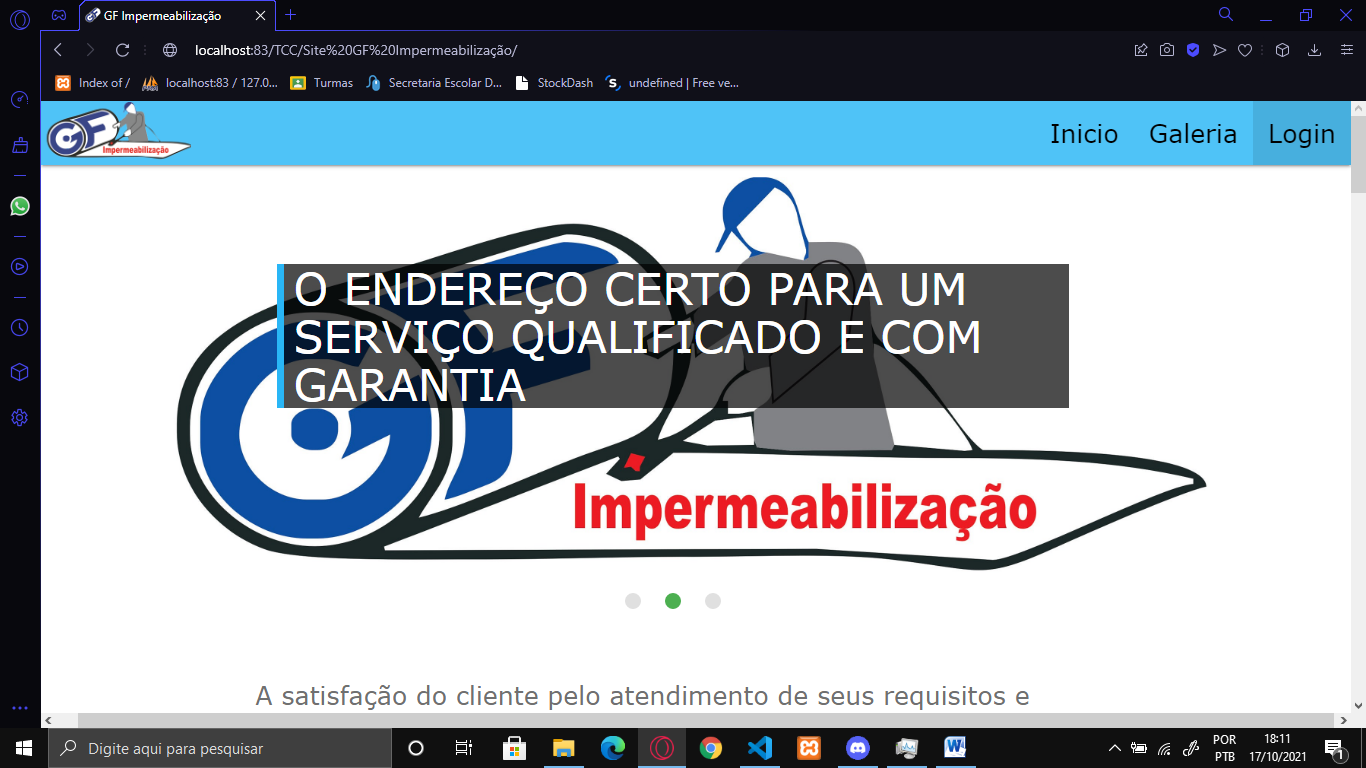 GF Impermeabilização
localhost:83/TCC/Site%20GF%20Impermeabilização/
Index of /
localhost:83 / 127.0...
Turmas
Secretaria Escolar D...
StockDash
undefined | Free ve...
GF
Impermeabilização
Inicio
Galeria
Login
O ENDEREÇO CERTO PARA UM
SERVIÇO QUALIFICADO E COM
GARANTIA
GF
Impermeabilização
A satisfação do cliente pelo atendimento de seus requisitos e
Digite aqui para pesquisar
POR
PTB
18:11
17/10/2021
1